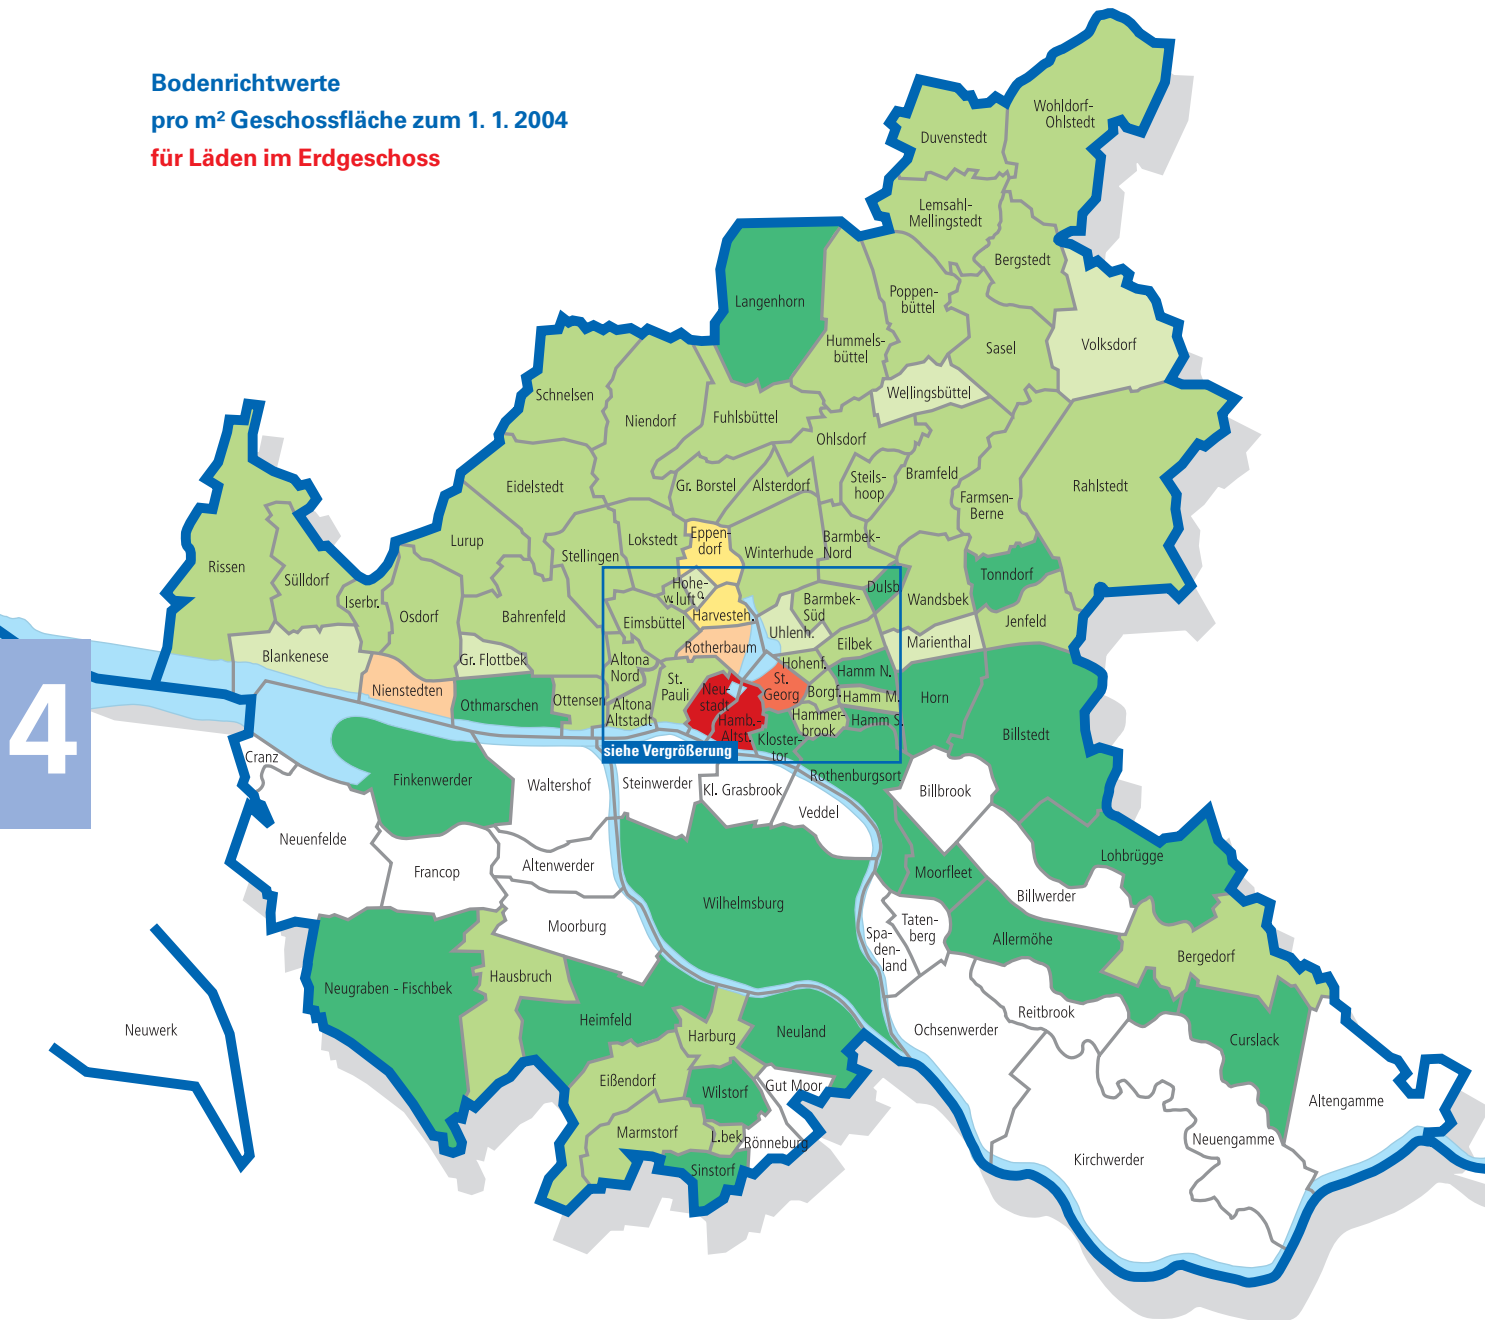 Bodenrichtwerte
pro m² Geschossfläche zum 1. 1. 2004
für Läden im Erdgeschoss
Wohldorf-
Ohlstedt
Duvenstedt
Lemsahl-
Mellingstedt
Bergstedt
Langenhorn
Poppen-
büttel
Hummels-
büttel
Sasel
Volksdorf
Wellingsbüttel
Schnelsen
Niendorf
Fuhlsbüttel
Ohlsdorf
Eidelstedt
Gr. Borstel
Alsterdorf
Steils-
hoop
Bramfeld
Farmsen-
Berne
Rahlstedt
Lurup
Stellingen
Lokstedt
Eppen-
dorf
Winterhude
Barmbek-
Nord
Rissen
Sülldorf
Iserbr.
Osdorf
Bahrenfeld
Hohe-
w.luft o.
Dulsb.
Tonndorf
Wandsbek
Barmbek-
Süd
Harvesteh.
Eimsbüttel
Jenfeld
Uhlenh.
Eilbek
Marienthal
Blankenese
Gr. Flottbek
Rotherbaum
Altona
Nord
Hohenf.
Hamm N.
Nienstedten
Othmarschen
Ottensen
St.
Pauli
Neu-
stadt
St.
Georg
Borgf.
Hamm M.
Horn
Altona
Altstadt
Hamb.-
Altst.
Hammer-
brook
Hamm S.
Billstedt
siehe Vergrößerung
Kloster-
tor
Cranz
Finkenwerder
Waltershof
Steinwerder
Kl. Grasbrook
Rothenburgsort
Billbrook
Veddel
4
Neuenfelde
Francop
Altenwerder
Moorfleet
Lohbrügge
Billwerder
Wilhelmsburg
Moorburg
Taten-
berg
Spa-
den-
land
Allermöhe
Bergedorf
Neugraben - Fischbek
Hausbruch
Heimfeld
Harburg
Neuland
Ochsenwerder
Reitbrook
Curslack
Neuwerk
Eißendorf
Wilstorf
Gut Moor
Altengamme
Marmstorf
L.bek
Rönneburg
Neuengamme
Sinstorf
Kirchwerder